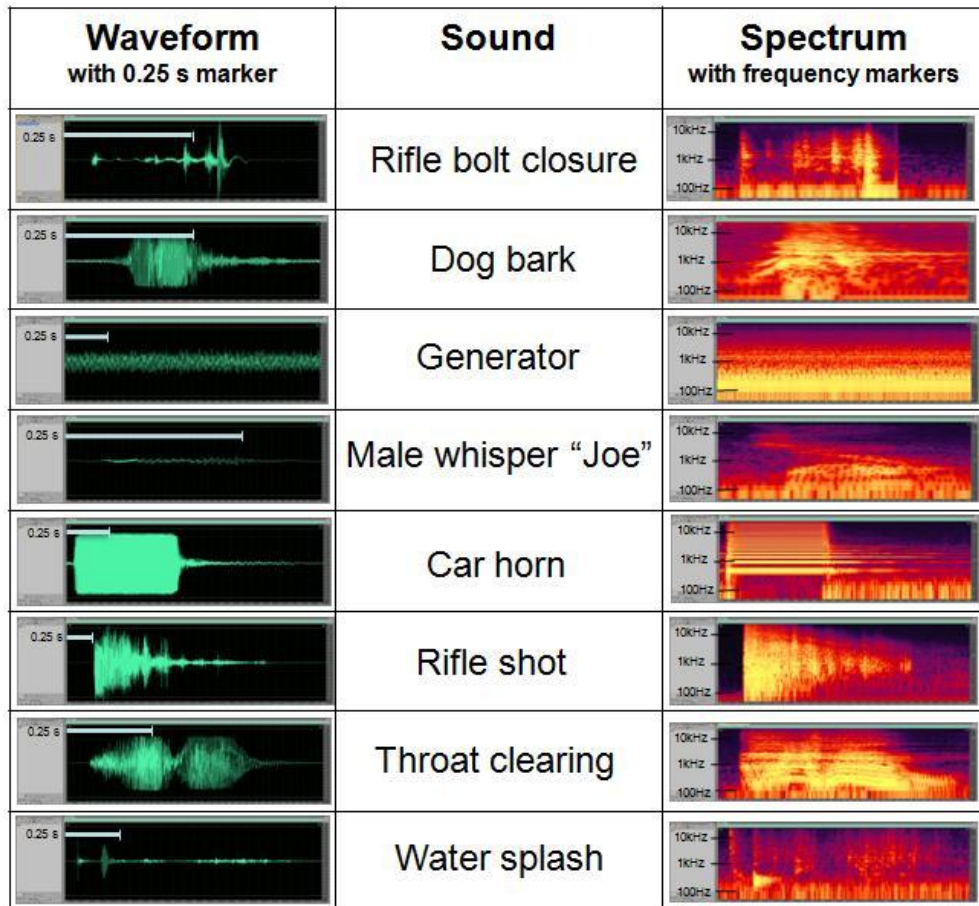 Waveform
with 0.25 s marker
Sound
Spectrum
with frequency markers
0.25 s
Rifle bolt closure
10kHz
1kHz
100Hz
0.25 s
Dog bark
10kHz
1kHz
100Hz
0.25 s
Generator
10kHz
1kHz
100Hz
0.25 s
Male whisper “Joe”
10kHz
1kHz
100Hz
0.25 s
Car horn
10kHz
1kHz
100Hz
0.25 s
Rifle shot
10kHz
1kHz
100Hz
0.25 s
Throat clearing
10kHz
1kHz
100Hz
0.25 s
Water splash
10kHz
1kHz
100Hz